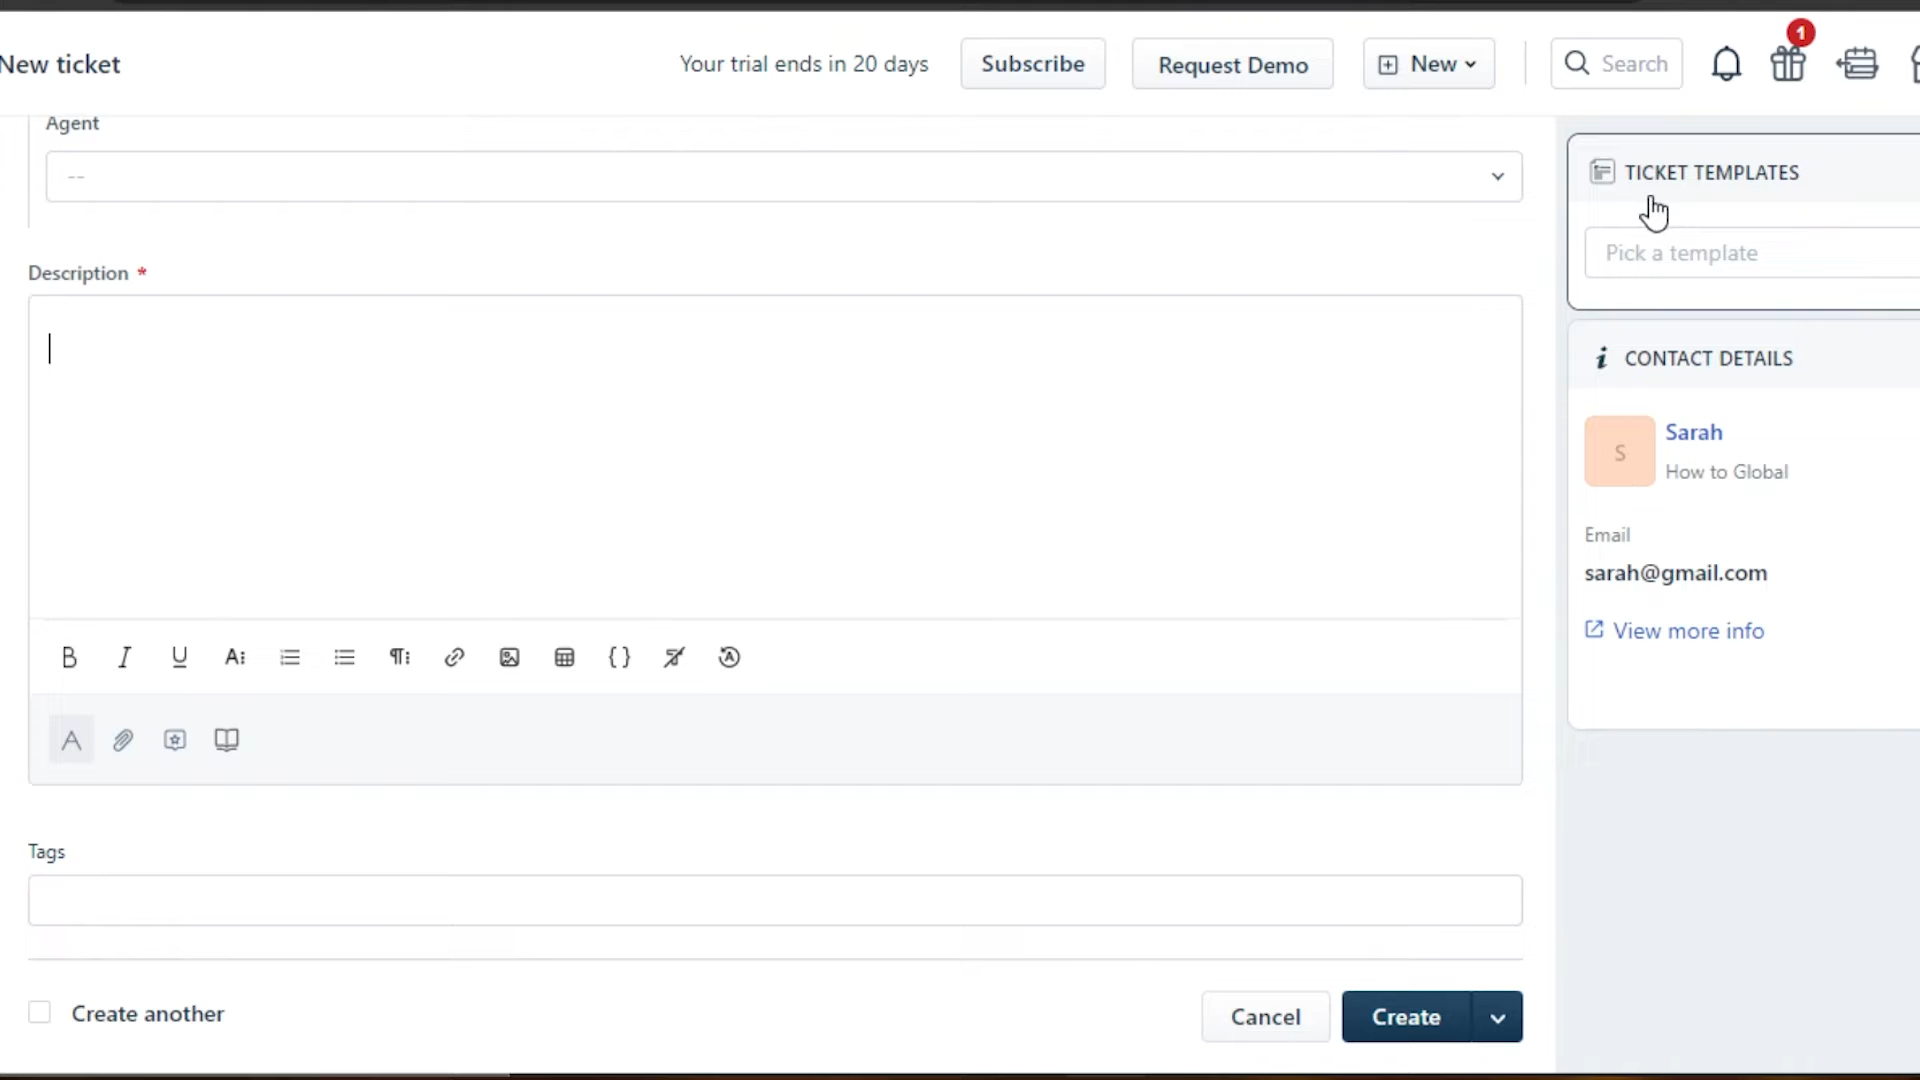 New ticket
Your trial ends in 20 days
Subscribe
Request Demo
New
Search
1
Agent
--
Description *
TICKET TEMPLATES
Pick a template
CONTACT DETAILS
S
Sarah
How to Global
Email
sarah@gmail.com
View more info
Tags
Create another
Cancel
Create